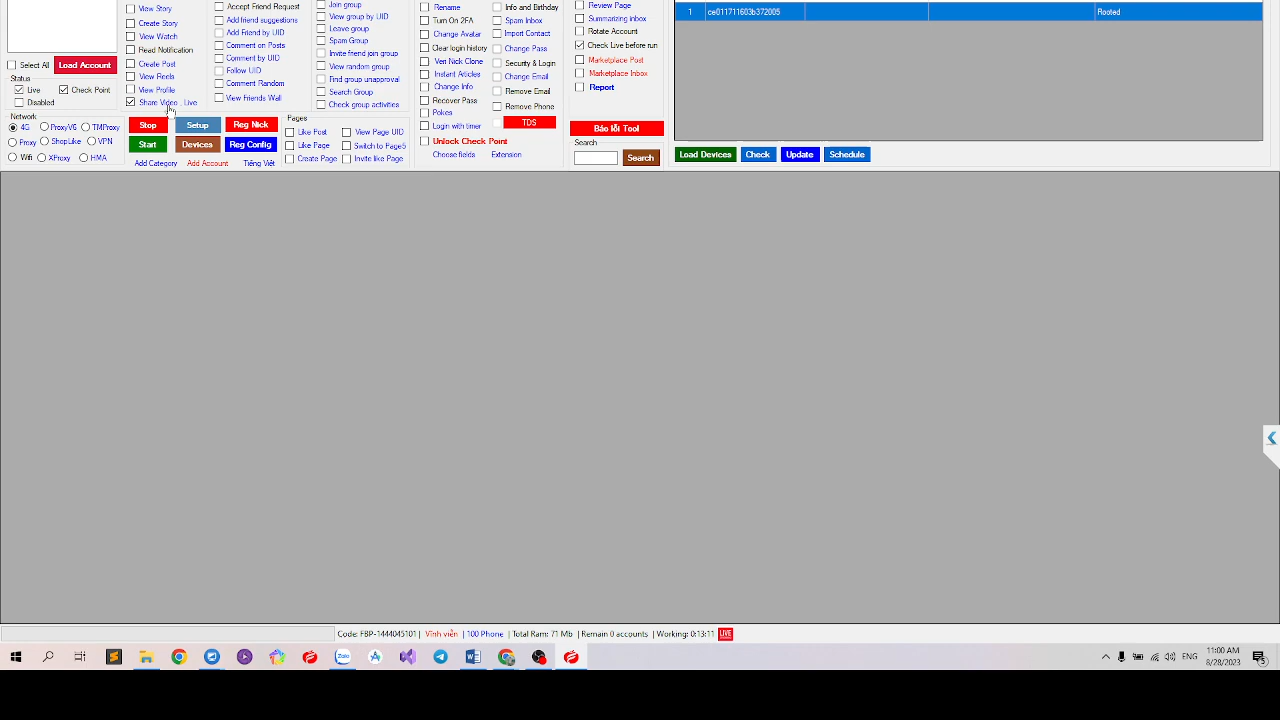 View Story
Create Story
View Watch
Read Notification
Create Post
View Reels
View Profile
Share Video , Live
Select All
Load Account
Status
Live
Check Point
Disabled
Network
4G
ProxyV6
TMProxy
Proxy
ShopLike
VPN
Wifi
XProxy
HMA
Stop
Setup
Reg Nick
Start
Devices
Reg Config
Add Category
Add Account
Tiếng Việt
Accept Friend Request
Add friend suggestions
Add Friend by UID
Comment on Posts
Comment by UID
Follow UID
Comment Random
View Friends Wall
Join group
View group by UID
Leave group
Spam Group
Invite friend join group
View random group
Find group unapproval
Search Group
Check group activities
Pages
Like Post
View Page UID
Like Page
Switch to Page5
Create Page
Invite like Page
Rename
Turn On 2FA
Change Avatar
Clear login history
Veri Nick Clone
Instant Articles
Change Info
Recover Pass
Pokes
Login with timer
Unlock Check Point
Choose fields
Extension
Info and Birthday
Spam Inbox
Import Contact
Change Pass
Security & Login
Change Email
Remove Email
Remove Phone
TDS
Review Page
Summarizing inbox
Rotate Account
Check Live before run
Marketplace Post
Marketplace Inbox
Report
Báo lỗi Tool
Search
Search
1 ce011711603b372005 Rooted
Load Devices
Check
Update
Schedule
Code: FBP-1444045101 | Vĩnh viễn | 100 Phone | Total Ram: 71 Mb | Remain 0 accounts | Working: 0:13:11 LIVE
Zalo
ENG
11:00 AM
8/28/2023